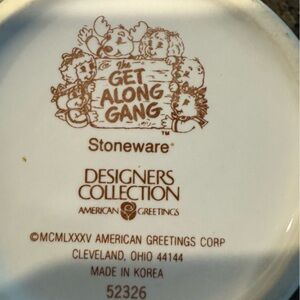 The
GET
ALONG
GANG
TM
Stoneware
DESIGNERS
COLLECTION
AMERICAN GREETINGS
©MCMLXXXV AMERICAN GREETINGS CORP
CLEVELAND, OHIO 44144
MADE IN KOREA
52326